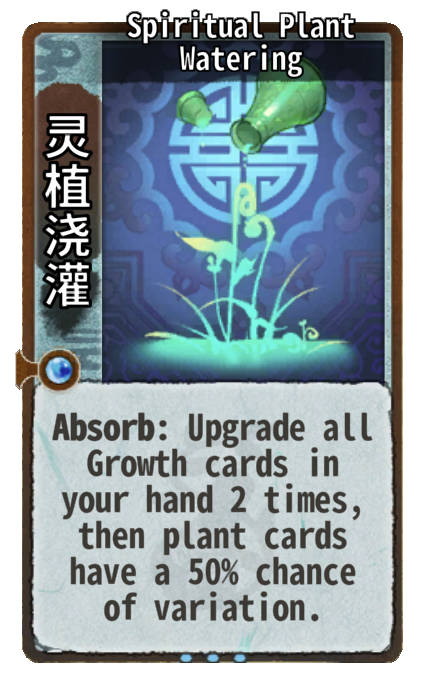 Spiritual Plant
Watering
灵植浇灌
Absorb: Upgrade all
Growth cards in
your hand 2 times,
then plant cards
have a 50% chance
of variation.